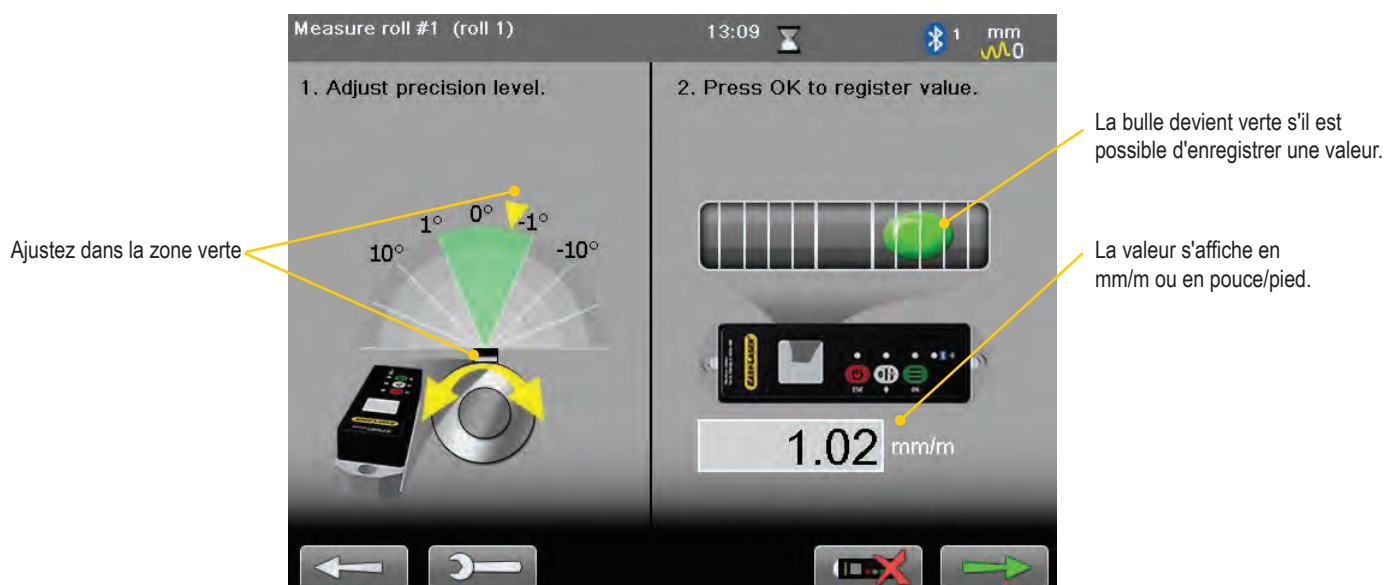 Measure roll #1 (roll 1)
13:09
1
mm
0
1. Adjust precision level.
2. Press OK to register value.
La bulle devient verte s'il est
possible d'enregistrer une valeur.
10°
1°
0°
-1°
-10°
Ajustez dans la zone verte
La valeur s'affiche en
mm/m ou en pouce/pied.
ESC
OK
1.02 mm/m